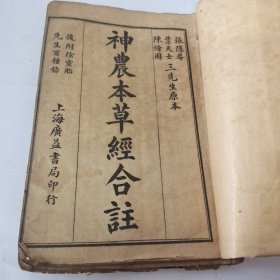 張隱菴
葉天士
陳脩園
三先生原本
神農本草經合註
後附徐靈胎
先生百種錄
上海廣益書局印行